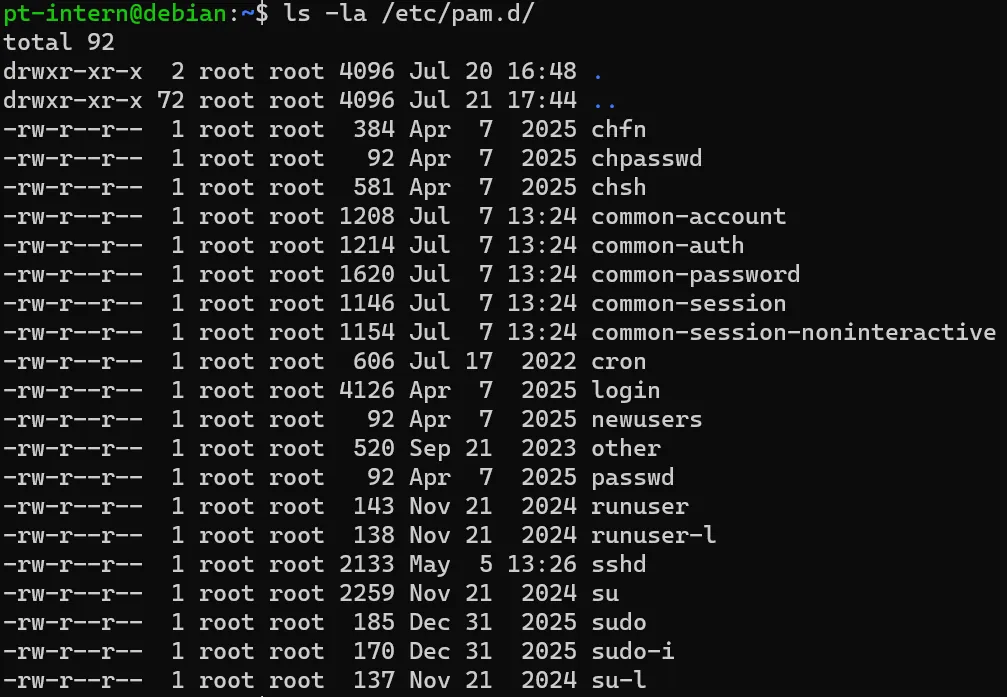 pt-intern@debian:~$ ls -la /etc/pam.d/
total 92
drwxr-xr-x  2 root root 4096 Jul 20 16:48 .
drwxr-xr-x 72 root root 4096 Jul 21 17:44 ..
-rw-r--r--  1 root root  384 Apr  7  2025 chfn
-rw-r--r--  1 root root   92 Apr  7  2025 chpasswd
-rw-r--r--  1 root root  581 Apr  7  2025 chsh
-rw-r--r--  1 root root 1208 Jul  7 13:24 common-account
-rw-r--r--  1 root root 1214 Jul  7 13:24 common-auth
-rw-r--r--  1 root root 1620 Jul  7 13:24 common-password
-rw-r--r--  1 root root 1146 Jul  7 13:24 common-session
-rw-r--r--  1 root root 1154 Jul  7 13:24 common-session-noninteractive
-rw-r--r--  1 root root  606 Jul 17  2022 cron
-rw-r--r--  1 root root 4126 Apr  7  2025 login
-rw-r--r--  1 root root   92 Apr  7  2025 newusers
-rw-r--r--  1 root root  520 Sep 21  2023 other
-rw-r--r--  1 root root   92 Apr  7  2025 passwd
-rw-r--r--  1 root root  143 Nov 21  2024 runuser
-rw-r--r--  1 root root  138 Nov 21  2024 runuser-l
-rw-r--r--  1 root root 2133 May  5 13:26 sshd
-rw-r--r--  1 root root 2259 Nov 21  2024 su
-rw-r--r--  1 root root  185 Dec 31  2025 sudo
-rw-r--r--  1 root root  170 Dec 31  2025 sudo-i
-rw-r--r--  1 root root  137 Nov 21  2024 su-l